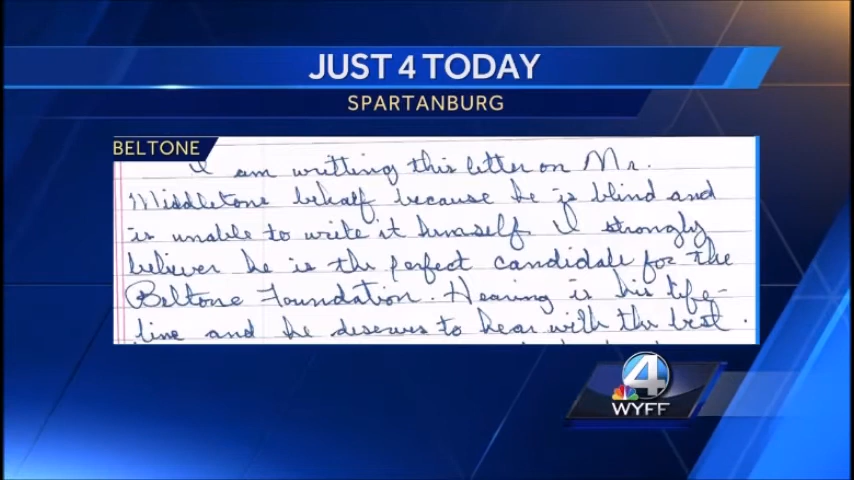 JUST 4 TODAY
SPARTANBURG
BELTONE
I am writting this letter on Mr.
Middletons behalf because he is blind and
is unable to write it himself. I strongly
believer he is the perfect candidate for the
Beltone Foundation. Hearing is his life-
line and he deserves to hear with the best.
4
WYFF